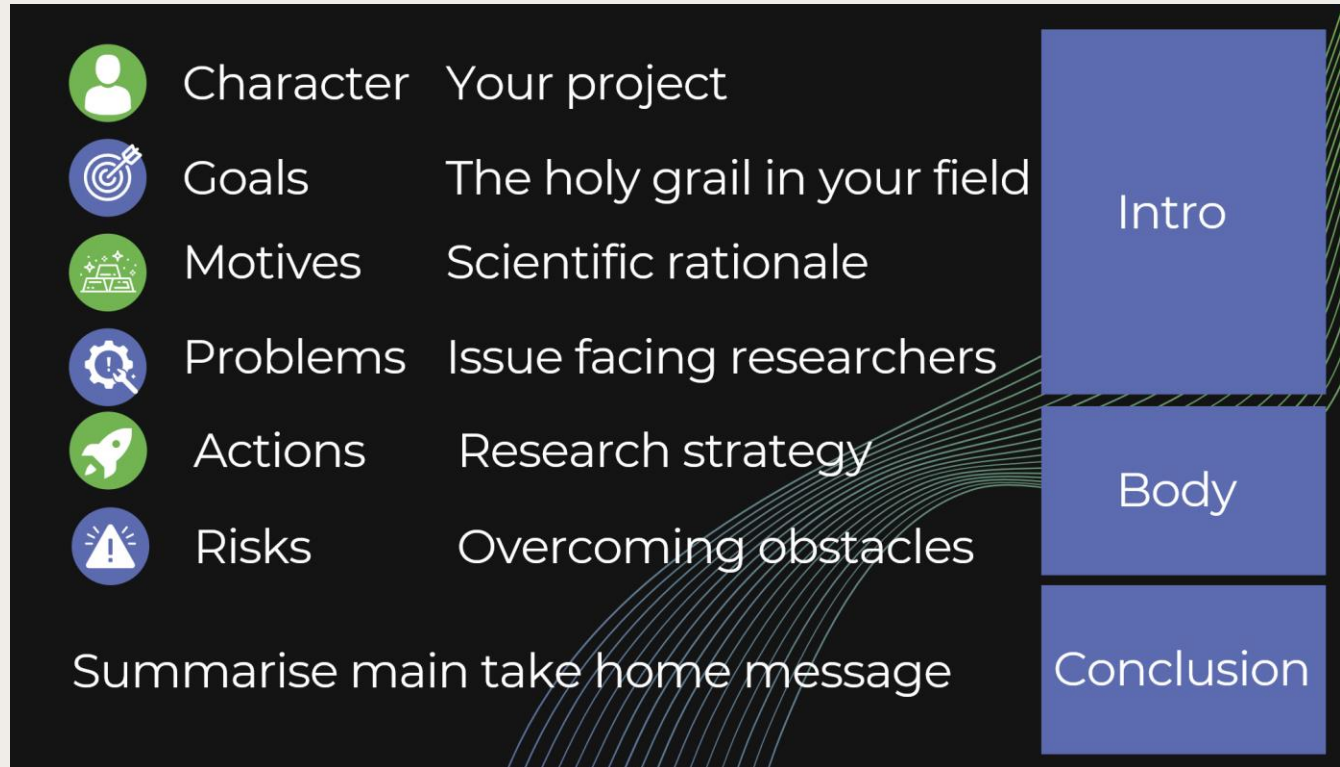 Character Your project
Goals The holy grail in your field
Motives Scientific rationale
Problems Issue facing researchers
Intro
Actions Research strategy
Risks Overcoming obstacles
Body
Summarise main take home message
Conclusion